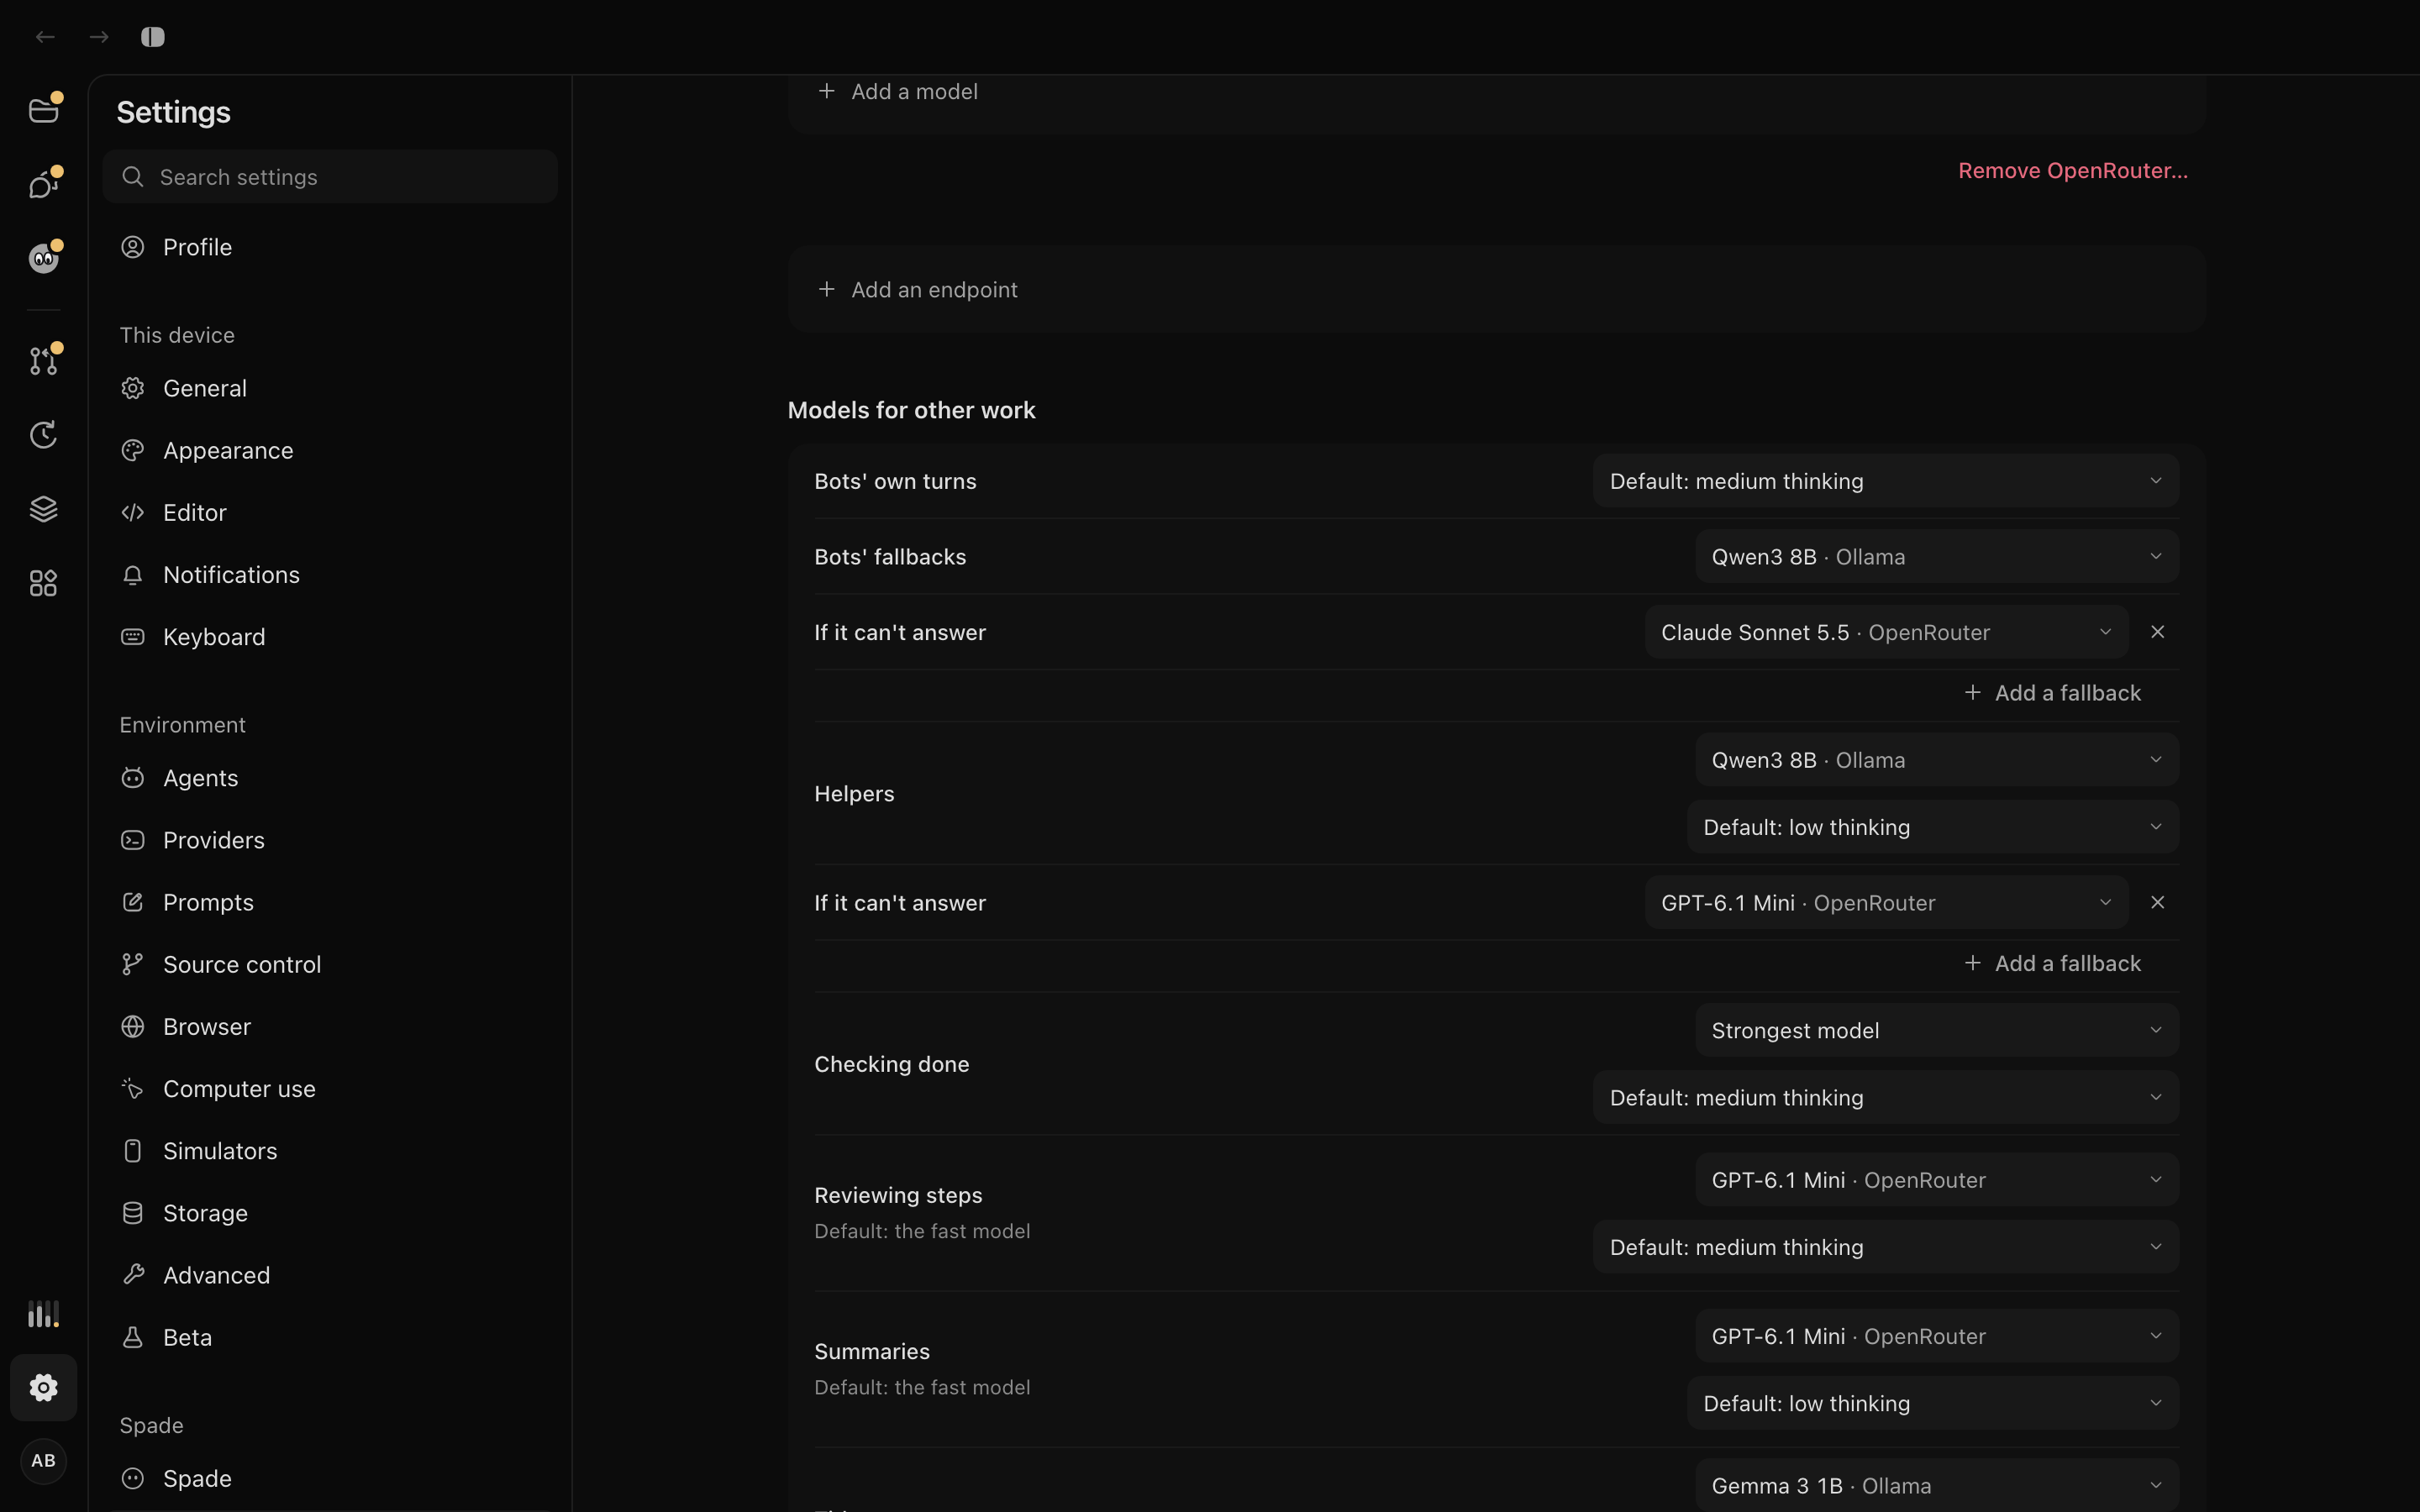 Settings
Search settings
Profile
This device
General
Appearance
Editor
Notifications
Keyboard
Environment
Agents
Providers
Prompts
Source control
Browser
Computer use
Simulators
Storage
Advanced
Beta
Spade
Spade
AB
Add a model
Remove OpenRouter...
Add an endpoint
Models for other work
Bots' own turns
Default: medium thinking
Bots' fallbacks
Qwen3 8B · Ollama
If it can't answer
Claude Sonnet 5.5 · OpenRouter
Add a fallback
Helpers
Qwen3 8B · Ollama
Default: low thinking
If it can't answer
GPT-6.1 Mini · OpenRouter
Add a fallback
Checking done
Strongest model
Default: medium thinking
Reviewing steps
Default: the fast model
GPT-6.1 Mini · OpenRouter
Default: medium thinking
Summaries
Default: the fast model
GPT-6.1 Mini · OpenRouter
Default: low thinking
Gemma 3 1B · Ollama